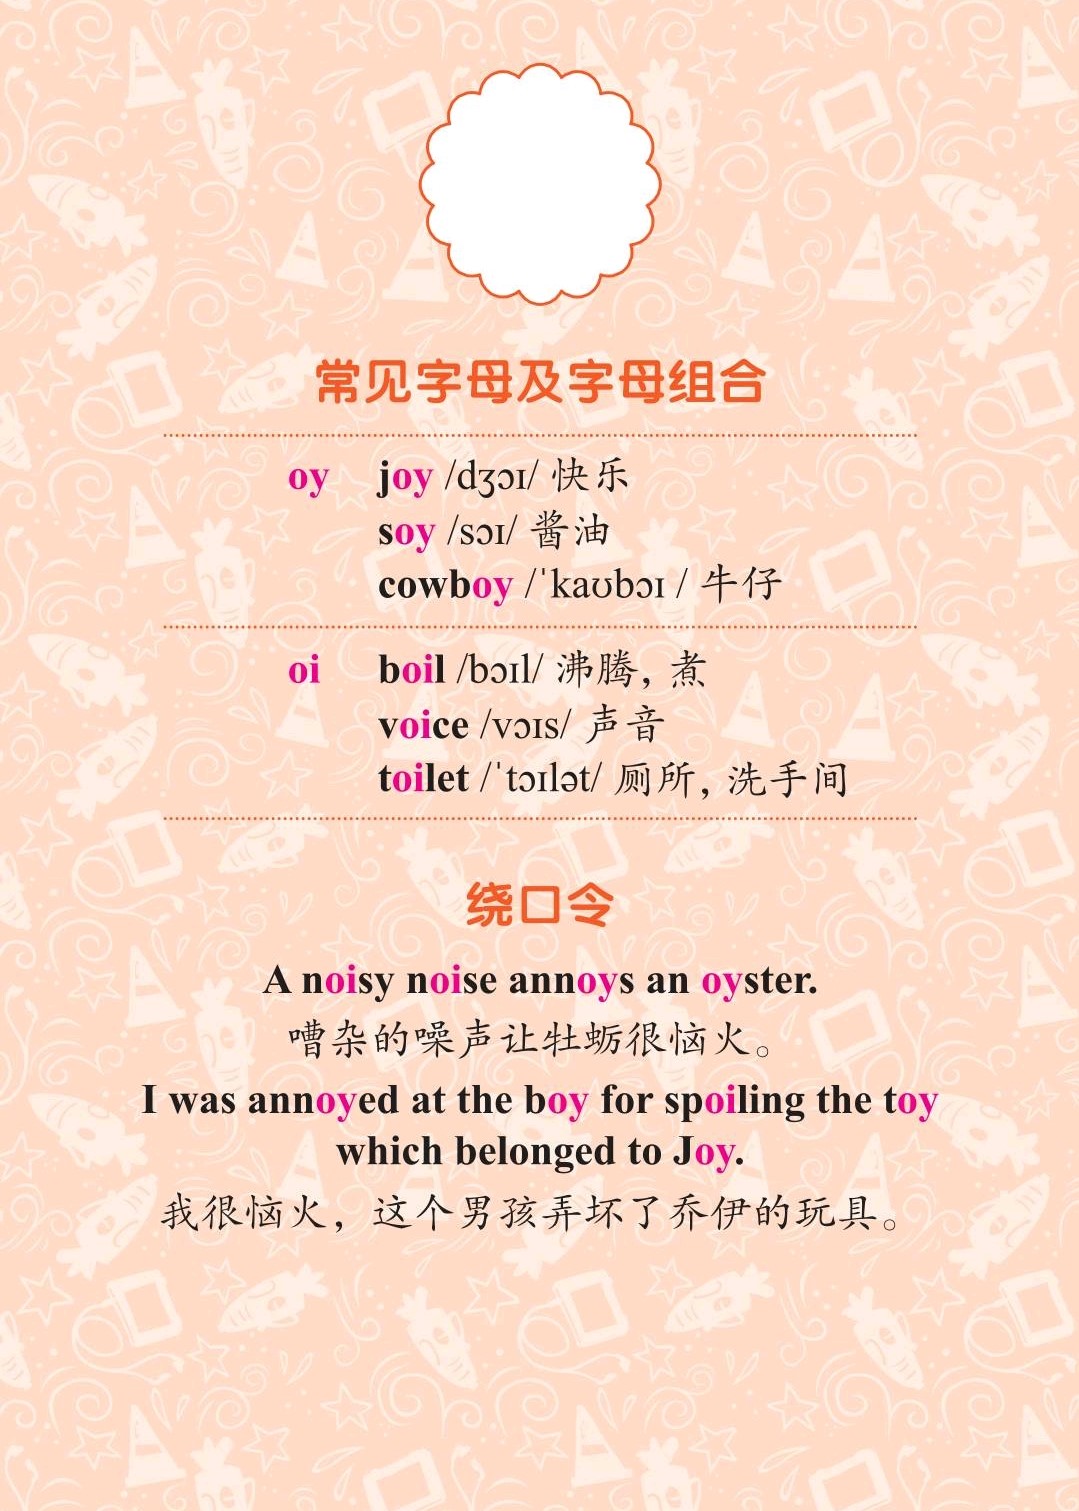 常见字母及字母组合
oy joy /dʒɔɪ/ 快乐
soy /sɔɪ/ 酱油
cowboy /ˈkaʊbɔɪ / 牛仔
oi boil /bɔɪl/ 沸腾，煮
voice /vɔɪs/ 声音
toilet /ˈtɔɪlət/ 厕所，洗手间
绕口令
A noisy noise annoys an oyster.
嘈杂的噪声让牡蛎很恼火。
I was annoyed at the boy for spoiling the toy
which belonged to Joy.
我很恼火，这个男孩弄坏了乔伊的玩具。